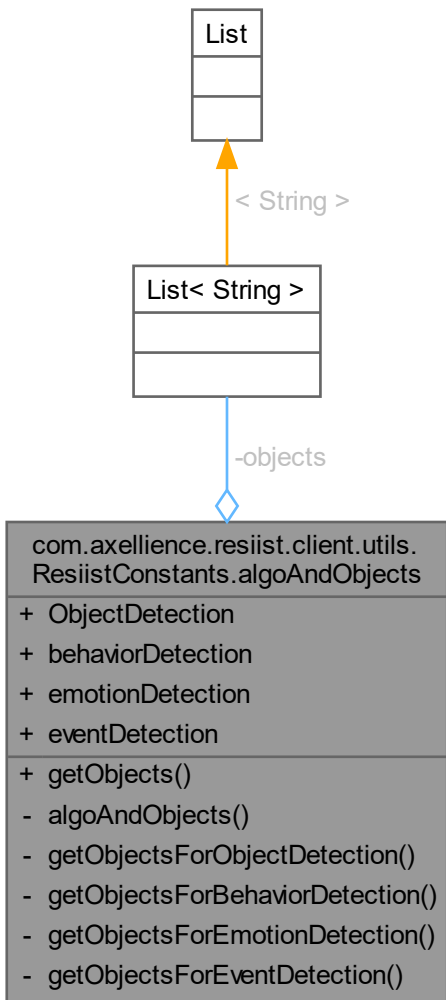 List
< String >
List< String >
-objects
com.axellience.resiist.client.utils.
ResiistConstants.algoAndObjects
+ ObjectDetection
+ behaviorDetection
+ emotionDetection
+ eventDetection
+ getObjects()
- algoAndObjects()
- getObjectsForObjectDetection()
- getObjectsForBehaviorDetection()
- getObjectsForEmotionDetection()
- getObjectsForEventDetection()